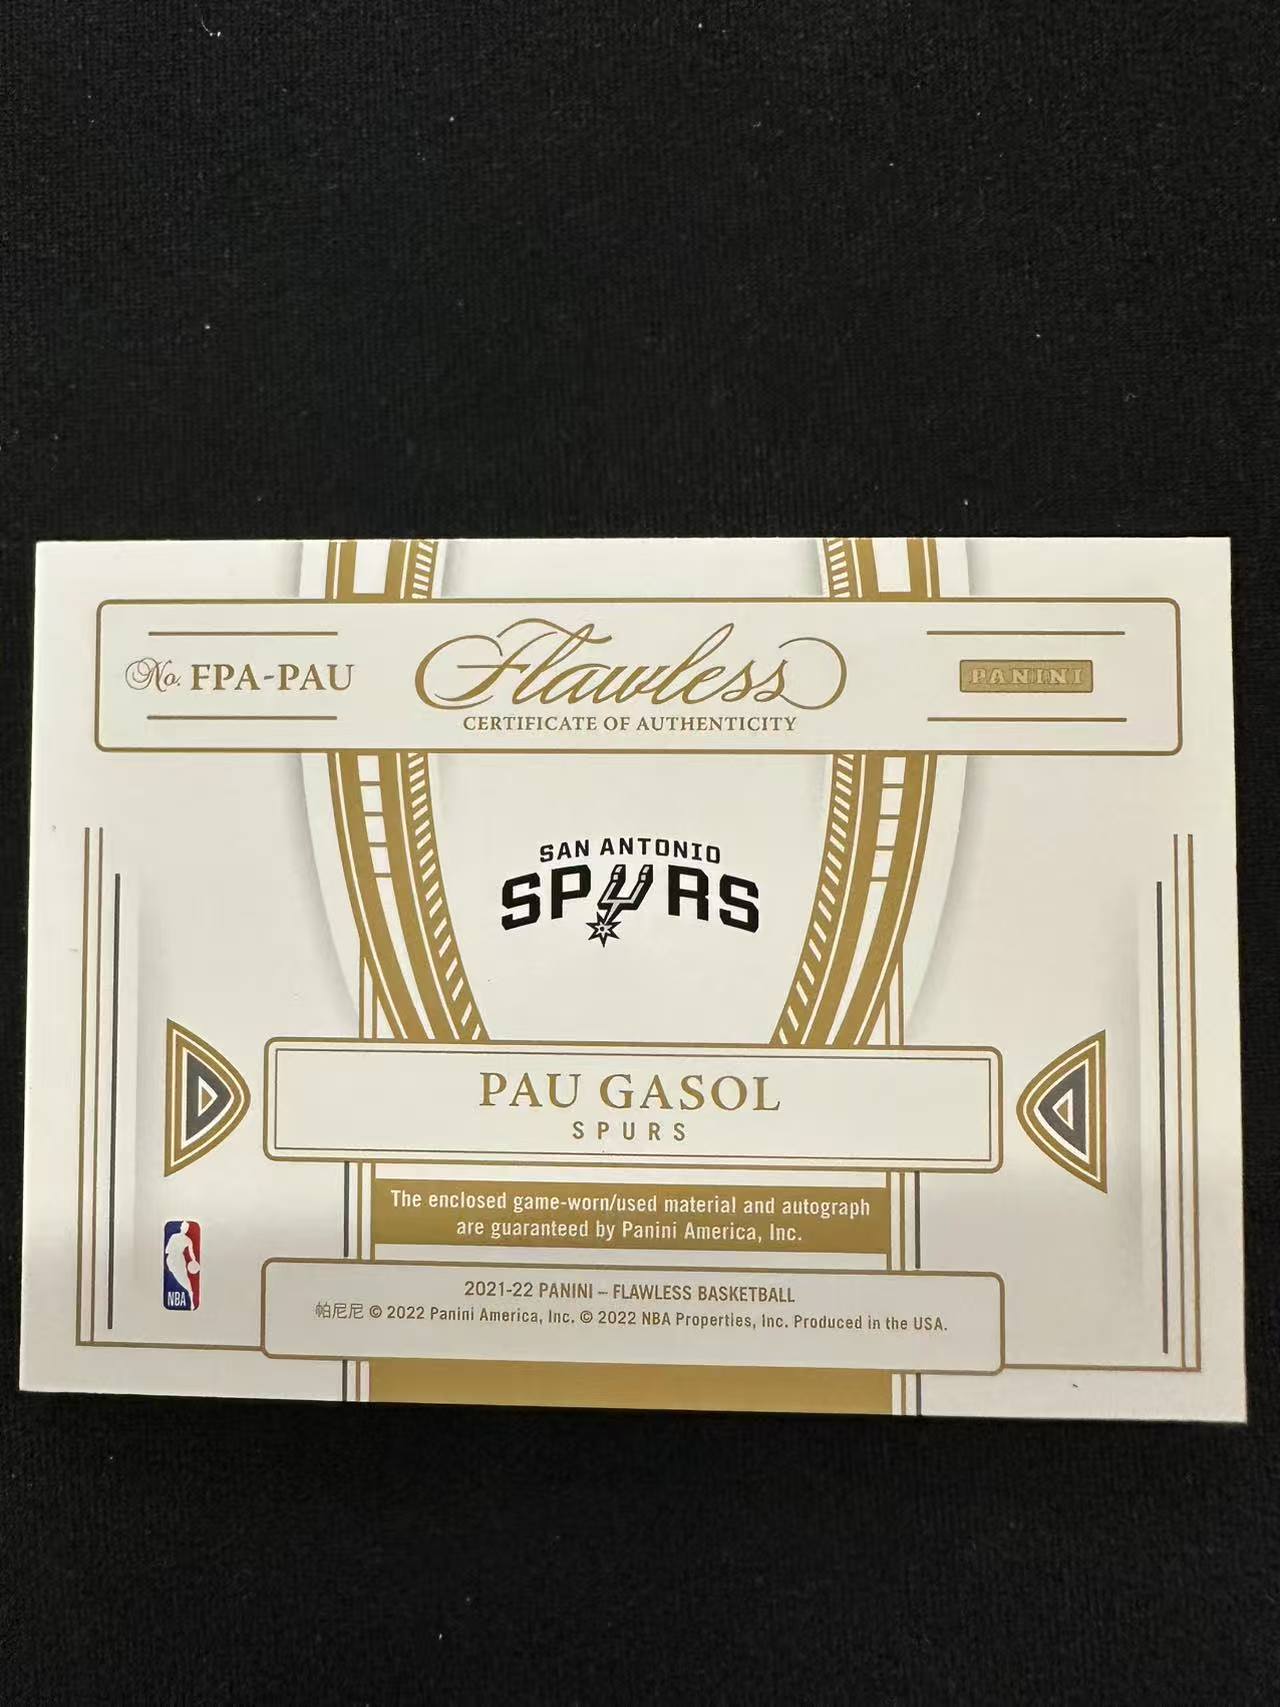 No. FPA-PAU
Flawless
CERTIFICATE OF AUTHENTICITY
PANINI
SAN ANTONIO
SPURS
PAU GASOL
SPURS
The enclosed game-worn/used material and autograph
are guaranteed by Panini America, Inc.
NBA
2021-22 PANINI – FLAWLESS BASKETBALL
帕尼尼 © 2022 Panini America, Inc. © 2022 NBA Properties, Inc. Produced in the USA.